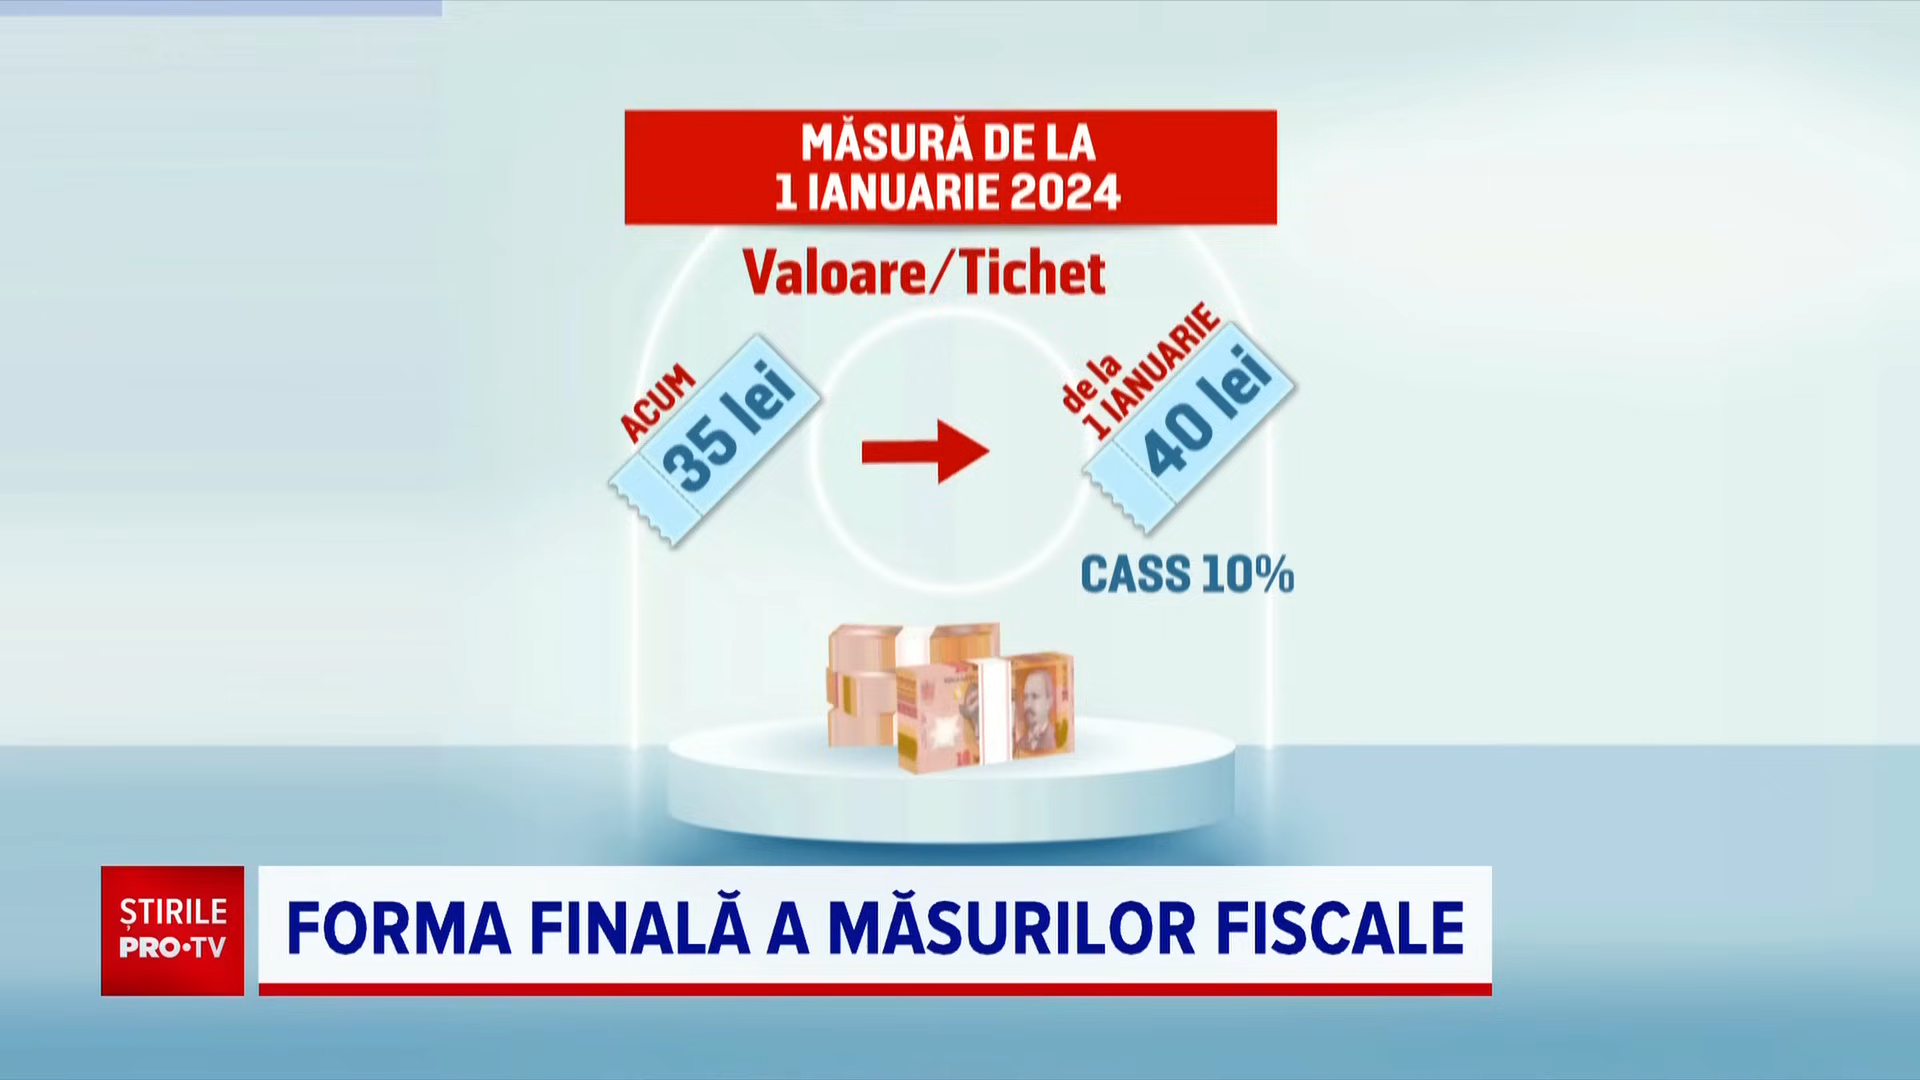 MĂSURĂ DE LA
1 IANUARIE 2024
Valoare/Tichet
ACUM
35 lei
de la
1 IANUARIE
40 lei
CASS 10%
ȘTIRILE
PRO•TV
FORMA FINALĂ A MĂSURILOR FISCALE